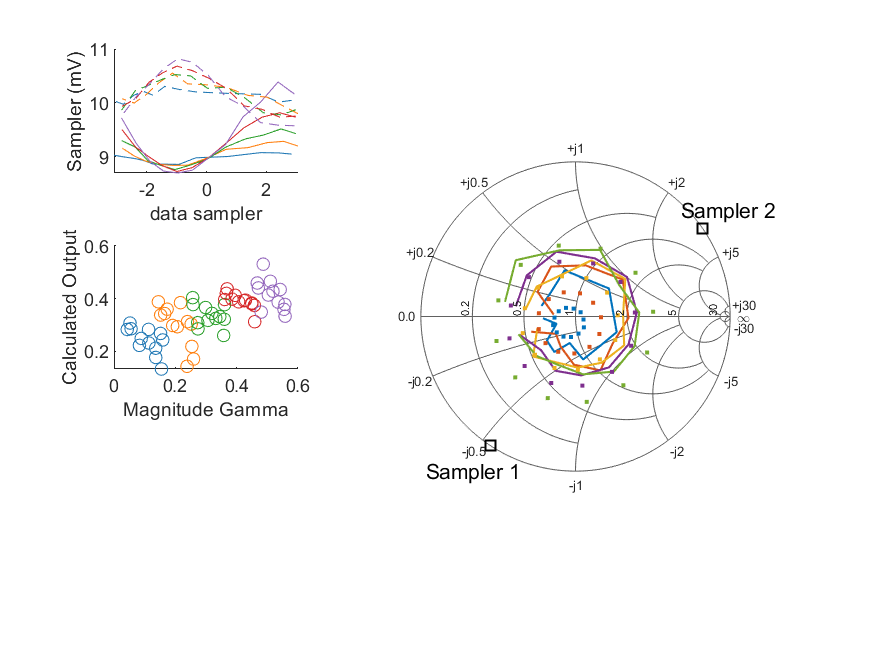 11
10
9
Sampler (mV)
-2 0 2
data sampler
0.6
0.4
0.2
Calculated Output
0 0.2 0.4 0.6
Magnitude Gamma
+j1
+j0.5
+j2
Sampler 2
+j0.2
+j5
0.0
0.2
0.5
1
2
5
30
+j30
∞
-j30
-j0.2
-j5
-j0.5
-j2
Sampler 1
-j1